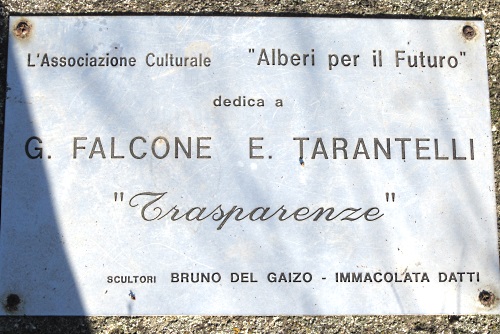 L'Associazione Culturale "Alberi per il Futuro"
dedica a
G. FALCONE E. TARANTELLI
"Trasparenze"
SCULTORI BRUNO DEL GAIZO - IMMACOLATA DATTI